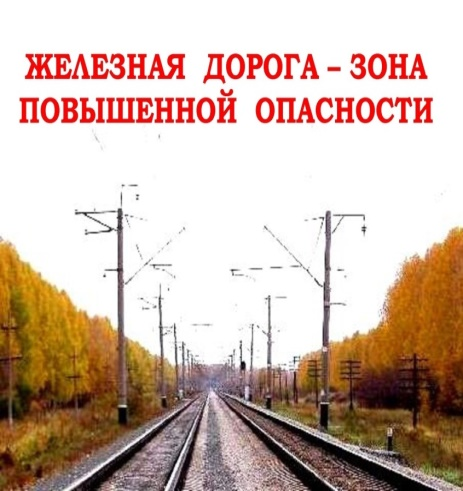 ЖЕЛЕЗНАЯ ДОРОГА – ЗОНА
ПОВЫШЕННОЙ ОПАСНОСТИ